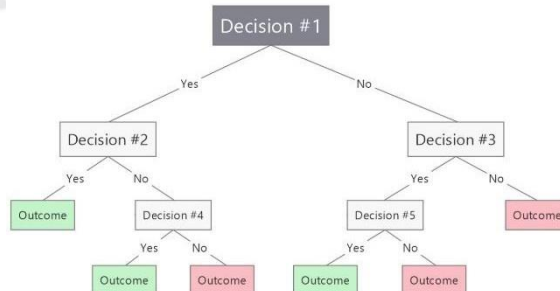 Decision #1
Yes
No
Decision #2
Decision #3
Yes
No
Yes
No
Outcome
Decision #4
Decision #5
Outcome
Yes
No
Yes
No
Outcome
Outcome
Outcome
Outcome